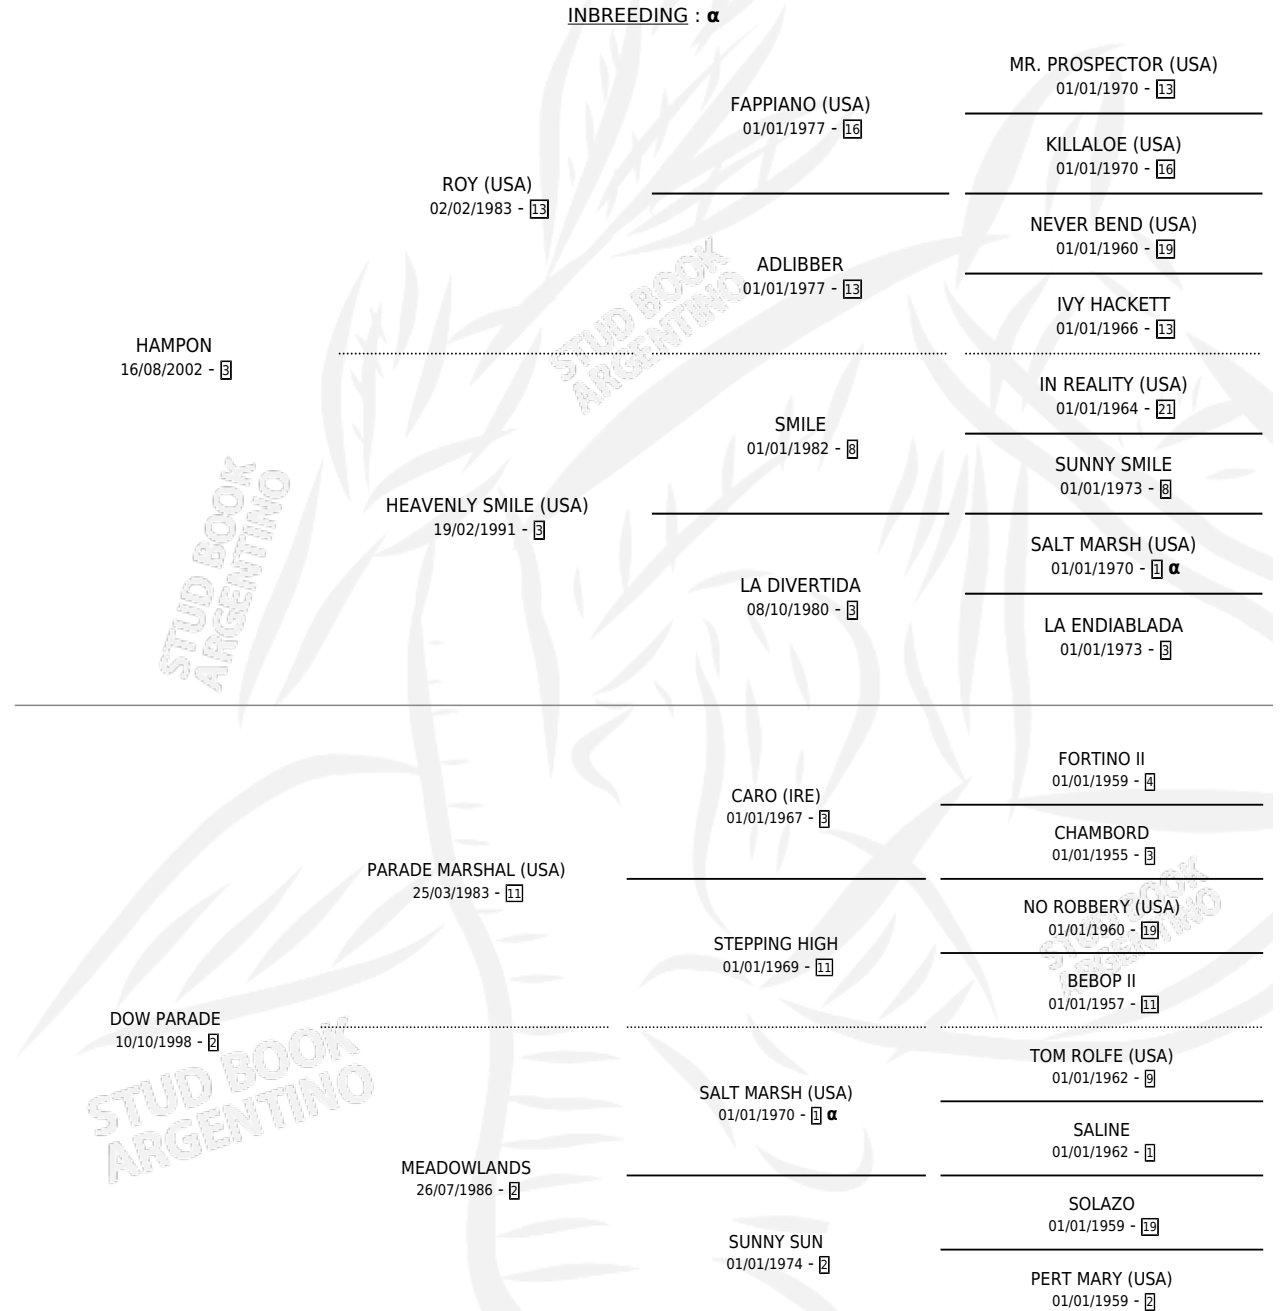 INBREEDING : α
MR. PROSPECTOR (USA)
01/01/1970 - 13
FAPPIANO (USA)
01/01/1977 - 16
KILLALOE (USA)
01/01/1970 - 16
ROY (USA)
02/02/1983 - 13
NEVER BEND (USA)
01/01/1960 - 19
ADLIBBER
01/01/1977 - 13
IVY HACKETT
01/01/1966 - 13
HAMPON
16/08/2002 - 3
IN REALITY (USA)
01/01/1964 - 21
SMILE
01/01/1982 - 8
SUNNY SMILE
01/01/1973 - 8
HEAVENLY SMILE (USA)
19/02/1991 - 3
SALT MARSH (USA)
01/01/1970 - 1 α
LA DIVERTIDA
08/10/1980 - 3
LA ENDIABLADA
01/01/1973 - 3
FORTINO II
01/01/1959 - 4
CARO (IRE)
01/01/1967 - 3
CHAMBORD
01/01/1955 - 3
PARADE MARSHAL (USA)
25/03/1983 - 11
NO ROBBERY (USA)
01/01/1960 - 19
STEPPING HIGH
01/01/1969 - 11
BEBOP II
01/01/1957 - 11
DOW PARADE
10/10/1998 - 2
TOM ROLFE (USA)
01/01/1962 - 9
SALT MARSH (USA)
01/01/1970 - 1 α
SALINE
01/01/1962 - 1
MEADOWLANDS
26/07/1986 - 2
SOLAZO
01/01/1959 - 19
SUNNY SUN
01/01/1974 - 2
PERT MARY (USA)
01/01/1959 - 2
STUD BOOK
ARGENTINO
STUD BOOK
ARGENTINO
STUD BOOK
ARGENTINO
STUD BOOK
ARGENTINO